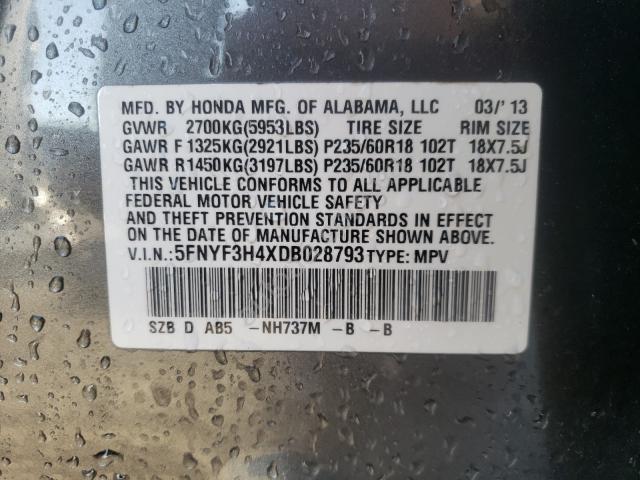 MFD. BY HONDA MFG. OF ALABAMA, LLC 03/'13
GVWR 2700KG(5953LBS) TIRE SIZE RIM SIZE
GAWR F 1325KG(2921LBS) P235/60R18 102T 18X7.5J
GAWR R1450KG(3197LBS) P235/60R18 102T 18X7.5J
THIS VEHICLE CONFORMS TO ALL APPLICABLE
FEDERAL MOTOR VEHICLE SAFETY
AND THEFT PREVENTION STANDARDS IN EFFECT
ON THE DATE OF MANUFACTURE SHOWN ABOVE.
V.I.N.:5FNYF3H4XDB028793 TYPE: MPV
SZB D AB5 -NH737M -B -B